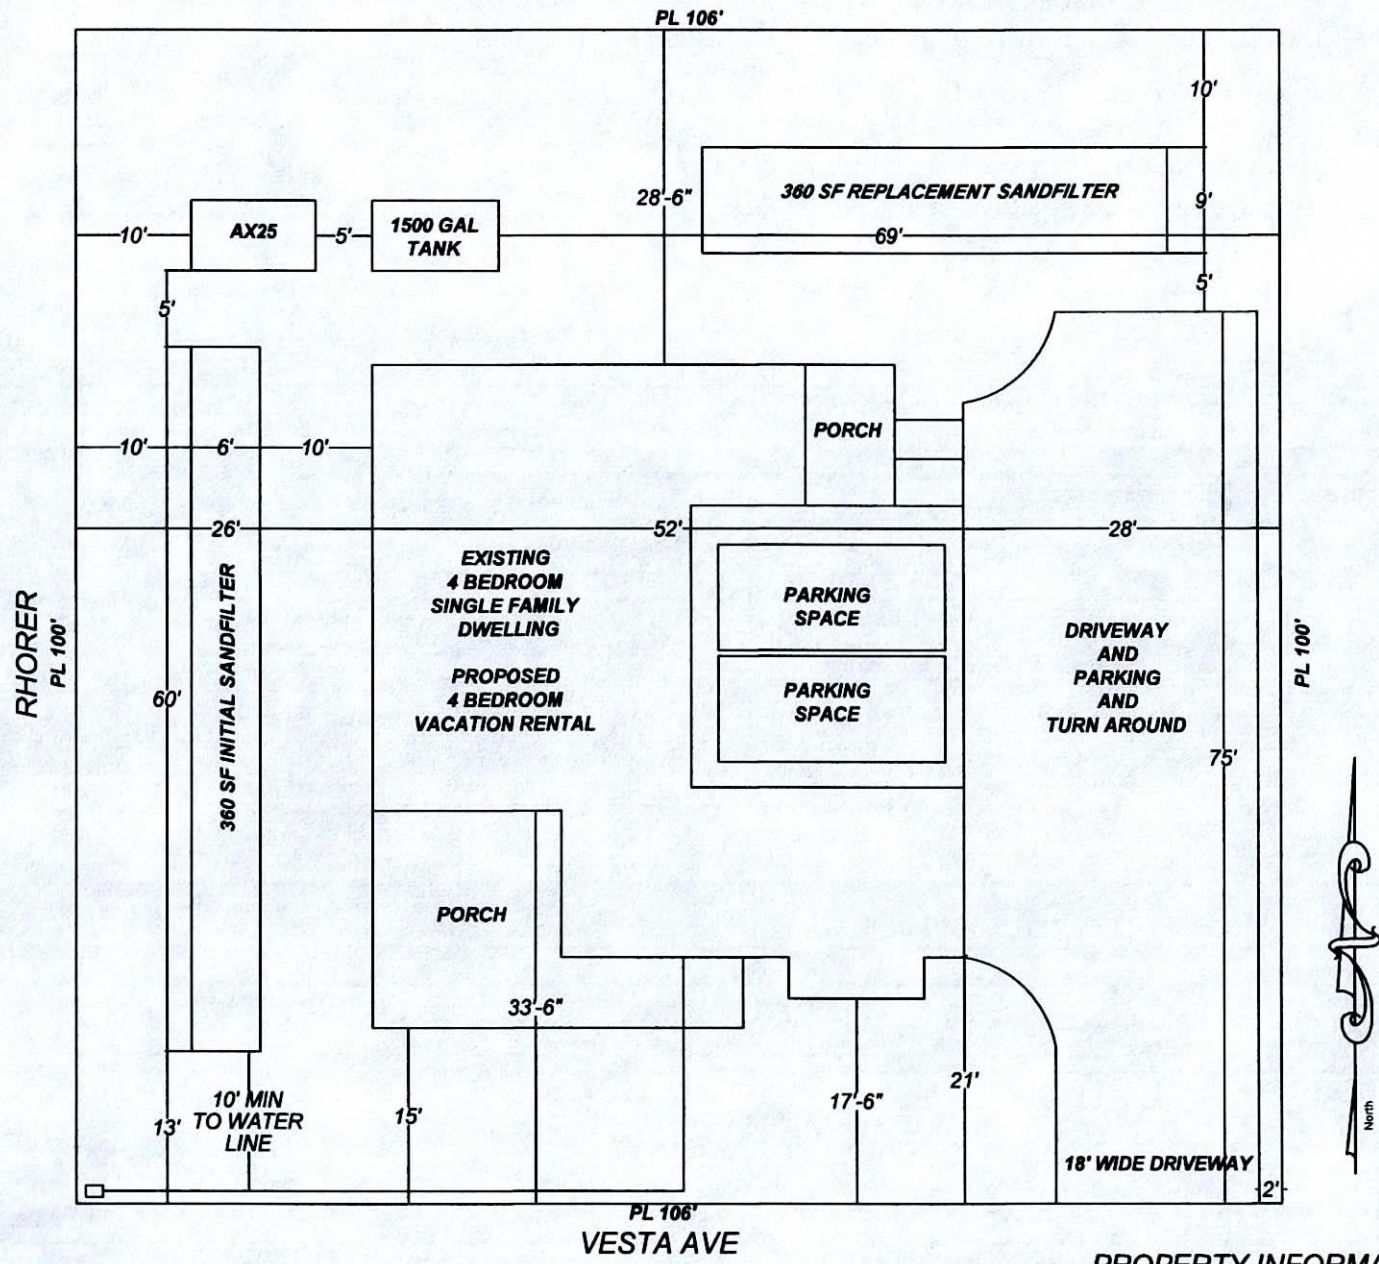 PL 106'
10'
28'-6"
360 SF REPLACEMENT SANDFILTER
9'
10'
AX25
5'
1500 GAL
TANK
69'
5'
5'
10'
6'
10'
PORCH
26'
52'
28'
EXISTING
4 BEDROOM
SINGLE FAMILY
DWELLING
PROPOSED
4 BEDROOM
VACATION RENTAL
PARKING
SPACE
PARKING
SPACE
DRIVEWAY
AND
PARKING
AND
TURN AROUND
RHORER
PL 100'
60'
360 SF INITIAL SANDFILTER
PL 100'
75'
PORCH
33'-6"
10' MIN
TO WATER
LINE
13'
15'
17'-6"
21'
18' WIDE DRIVEWAY
2'
North
PL 106'
VESTA AVE